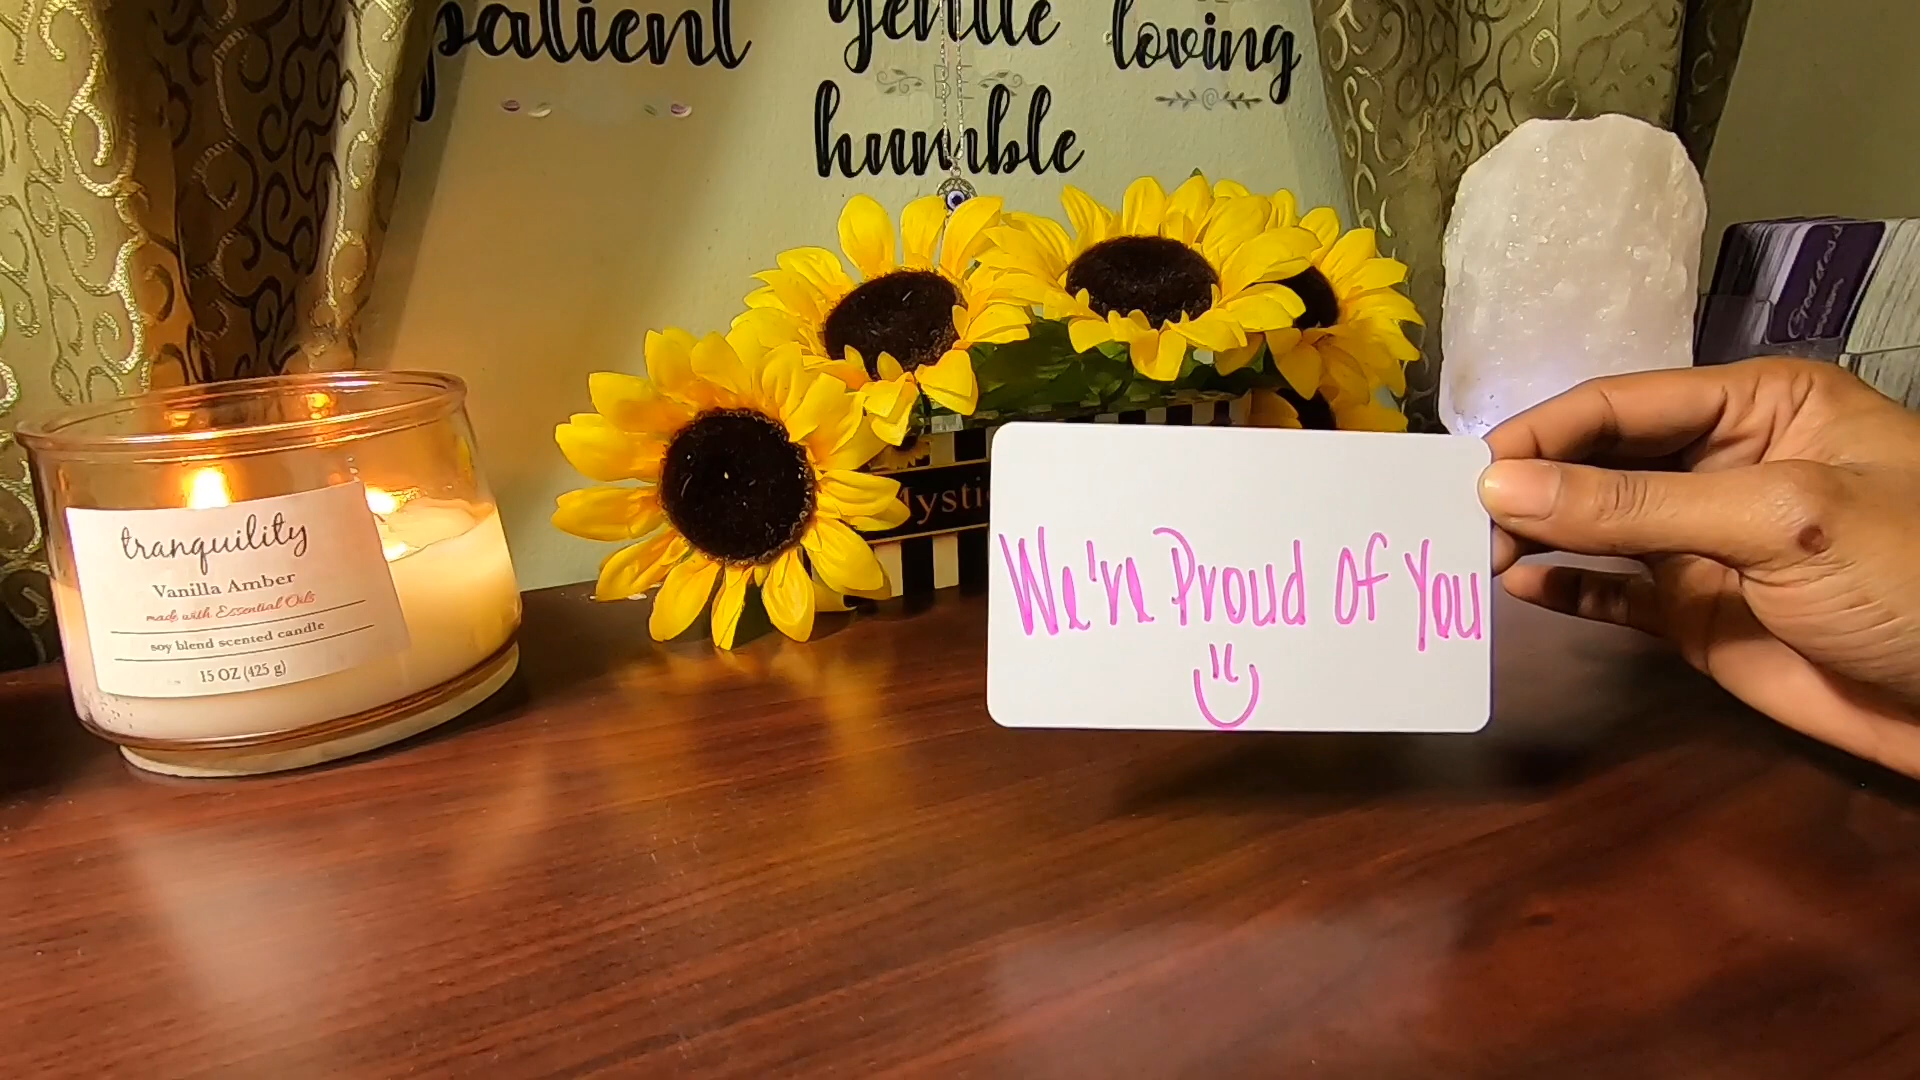 patient
gentle
loving
BE
humble
tranquility
Vanilla Amber
made with Essential Oils
soy blend scented candle
15 OZ (425 g)
We're Proud Of You